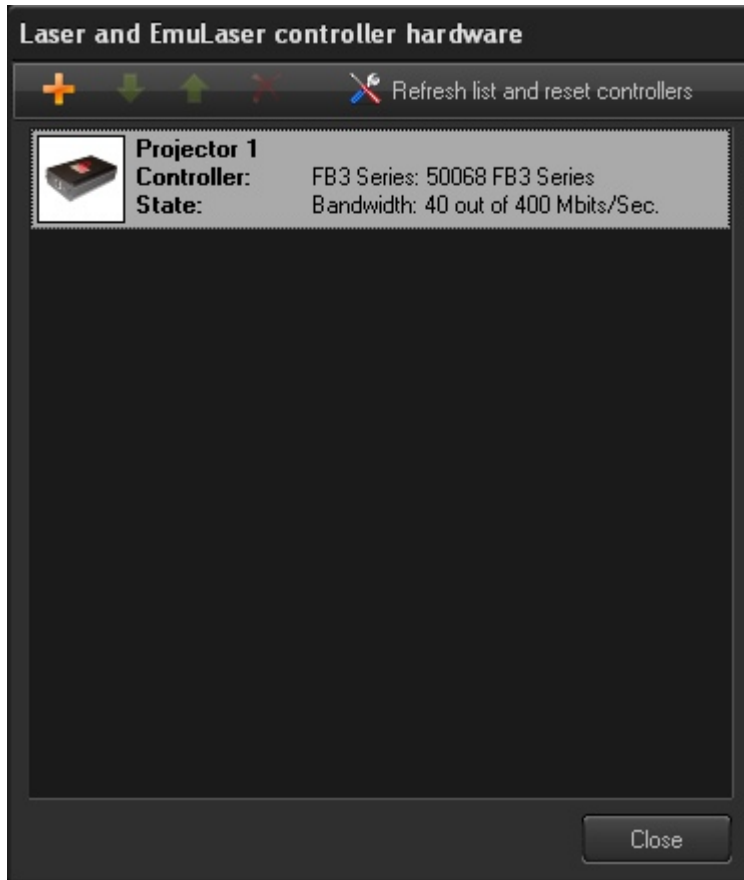 Laser and EmuLaser controller hardware
Refresh list and reset controllers
Projector 1
Controller: FB3 Series: 50068 FB3 Series
State: Bandwidth: 40 out of 400 Mbits/Sec.
Close